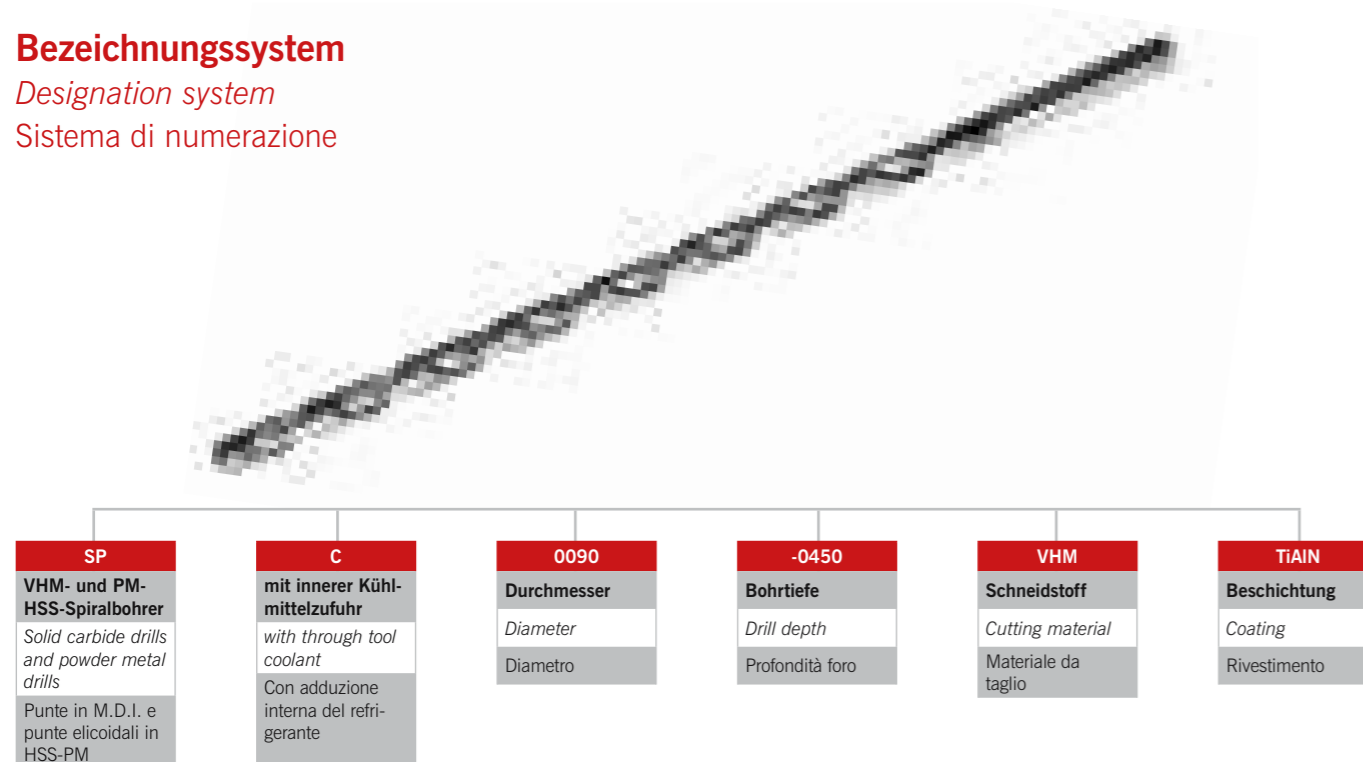 Bezeichnungssystem
Designation system
Sistema di numerazione
SP
VHM- und PM-
HSS-Spiralbohrer
Solid carbide drills
and powder metal
drills
Punte in M.D.I. e
punte elicoidali in
HSS-PM
C
mit innerer Kühl-
mittelzufuhr
with through tool
coolant
Con adduzione
interna del refri-
gerante
0090
Durchmesser
Diameter
Diametro
-0450
Bohrtiefe
Drill depth
Profondità foro
VHM
Schneidstoff
Cutting material
Materiale da
taglio
TiAlN
Beschichtung
Coating
Rivestimento